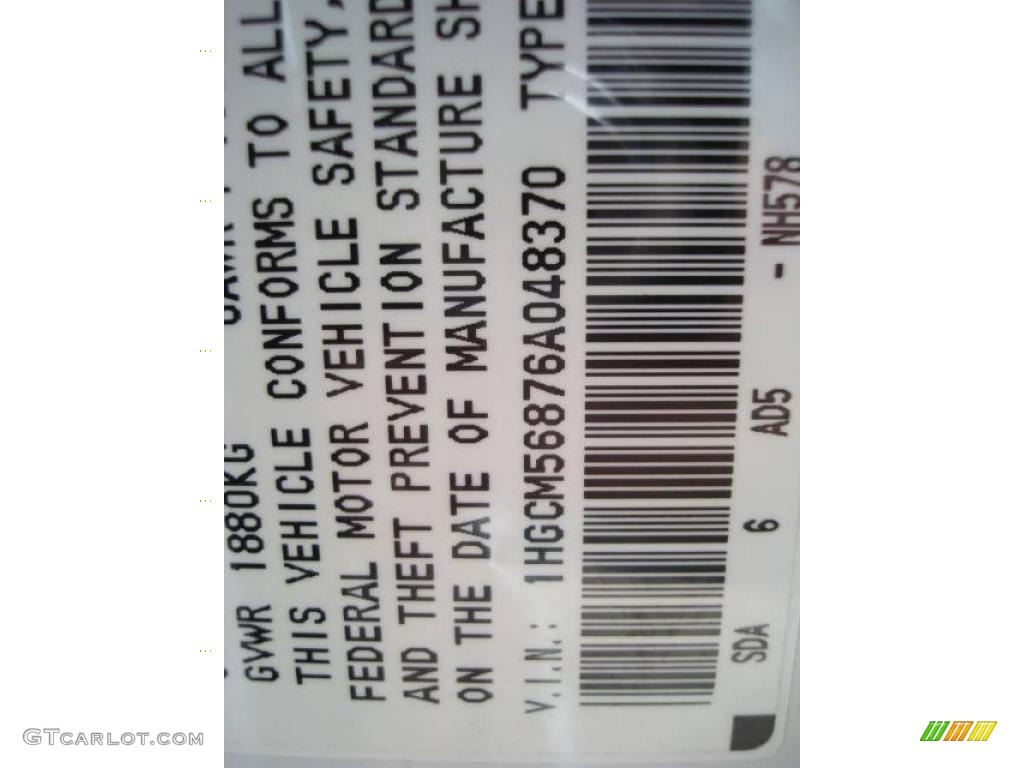 GVWR 1880KG
THIS VEHICLE CONFORMS TO ALL
FEDERAL MOTOR VEHICLE SAFETY,
AND THEFT PREVENTION STANDARD
ON THE DATE OF MANUFACTURE SH
V.I.N.: 1HGCM56876A048370 TYPE
SDA 6 AD5 - NH578
GTCARLOT.COM